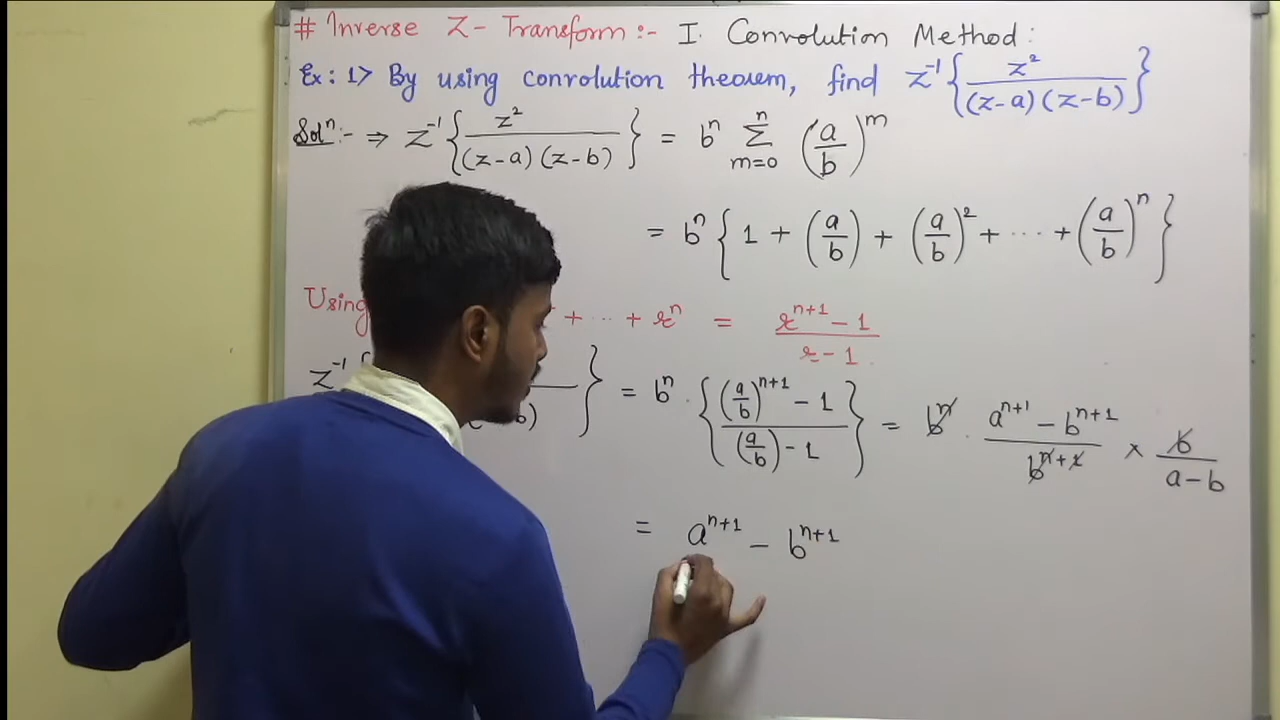 # Inverse Z- Transform:- I. Convolution Method:
Ex: 1> By using convolution theorem, find z⁻¹{z²/((z-a)(z-b))}
Solⁿ:- ⇒ z⁻¹{z²/((z-a)(z-b))} = bⁿ Σ_{m=0}^{n} (a/b)^m
= bⁿ {1 + (a/b) + (a/b)² + ... + (a/b)ⁿ}
Using + ... + rⁿ = (r^{n+1} - 1)/(r - 1)
z⁻¹ b) } = bⁿ . {((a/b)^{n+1} - 1)/((a/b) - 1)} = bⁿ . (a^{n+1} - b^{n+1})/b^{n+1} × b/(a-b)
= a^{n+1} - b^{n+1}